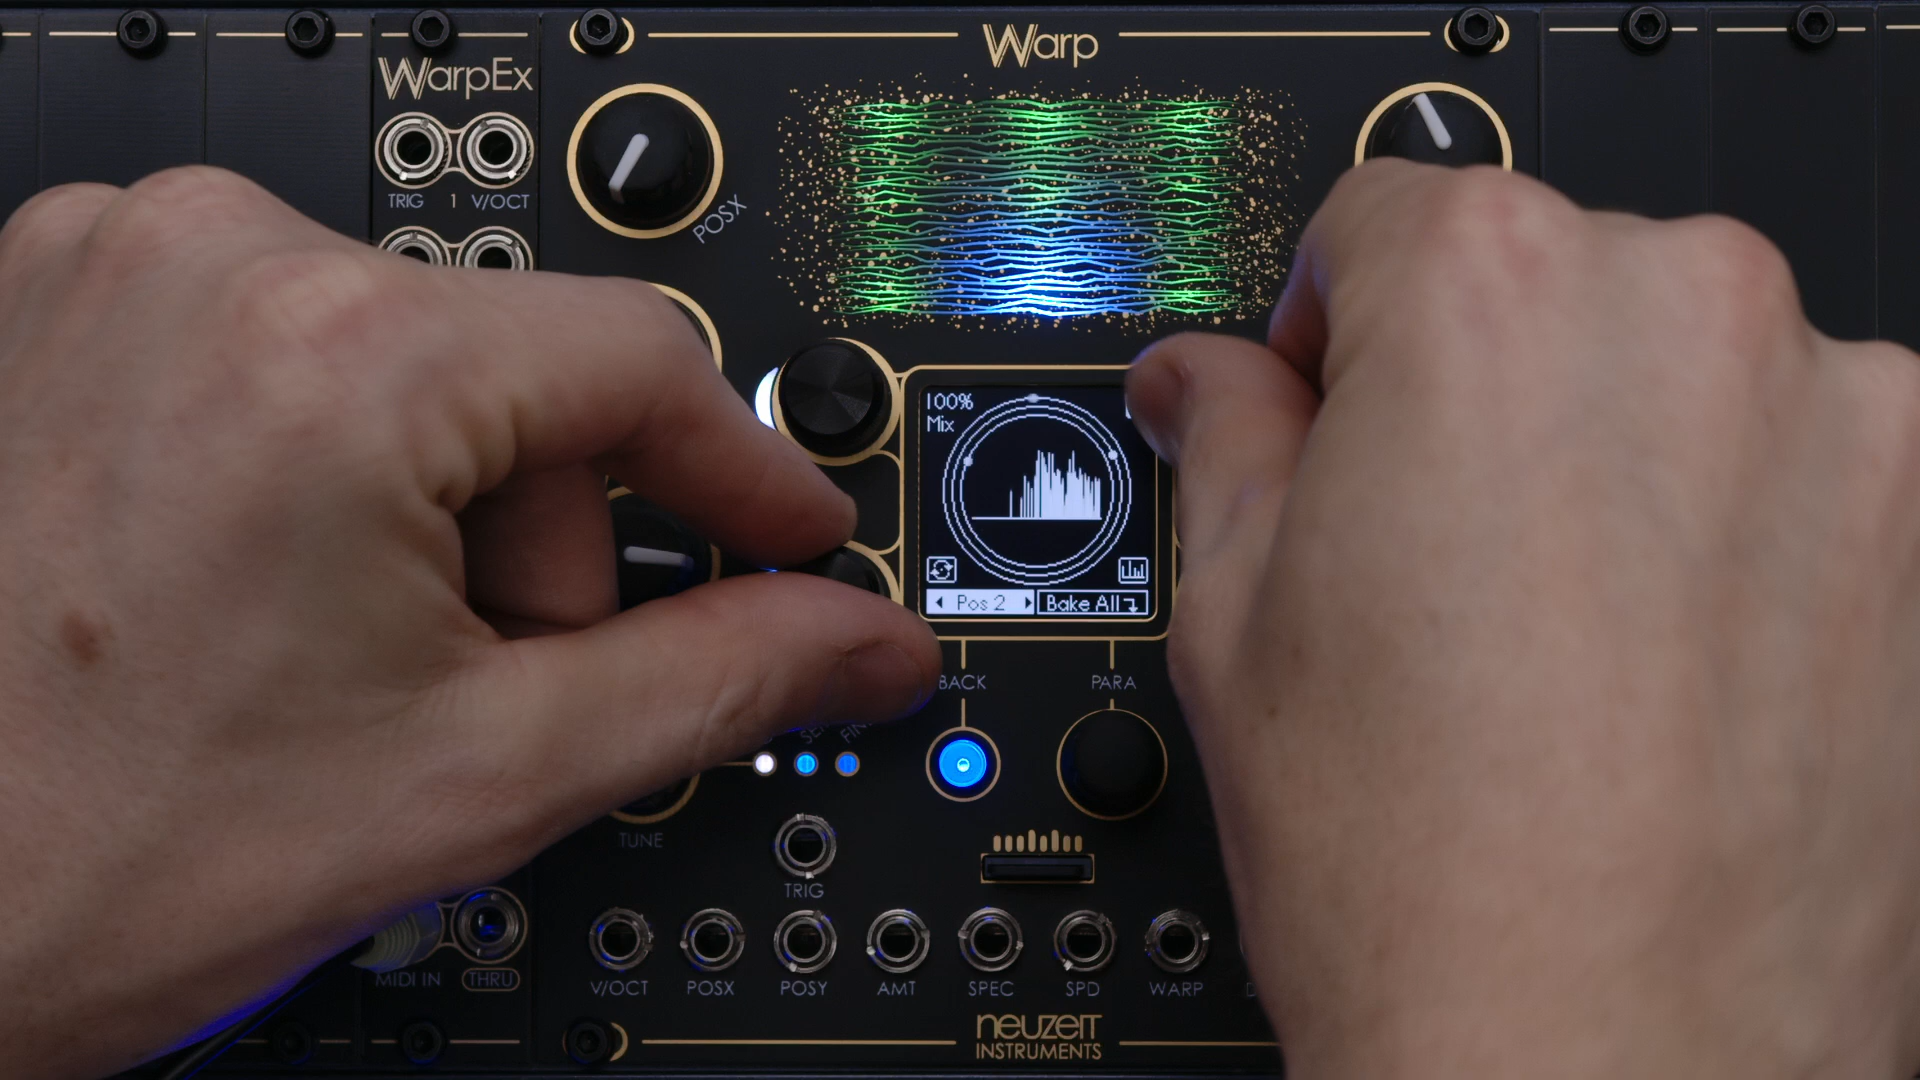 WarpEx
Warp
TRIG 1 V/OCT
POSX
100%
Mix
Pos 2
Bake All
BACK
PARA
TUNE
TRIG
MIDI IN
THRU
V/OCT
POSX
POSY
AMT
SPEC
SPD
WARP
neuzeit
INSTRUMENTS